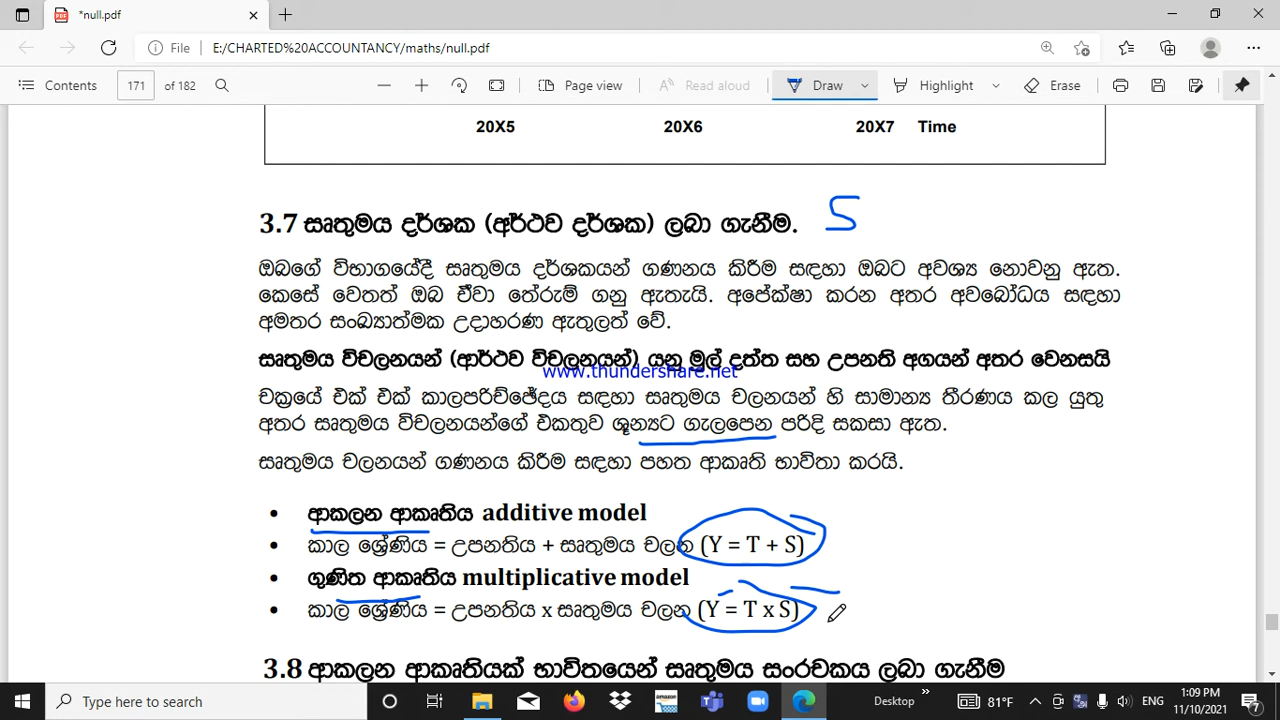 *null.pdf
File E:/CHARTED%20ACCOUNTANCY/maths/null.pdf
Contents 171 of 182 Page view Read aloud Draw Highlight Erase
20X5 20X6 20X7 Time
3.7 සෘතුමය දර්ශක (අර්ථව දර්ශක) ලබා ගැනීම. S
ඔබගේ විභාගයේදී සෘතුමය දර්ශකයන් ගණනය කිරීම සඳහා ඔබට අවශ්‍ය නොවනු ඇත.
කෙසේ වෙතත් ඔබ ඒවා තේරුම් ගනු ඇතැයි. අපේක්ෂා කරන අතර අවබෝධය සඳහා
අමතර සංඛ්‍යාත්මක උදාහරණ ඇතුලත් වේ.
සෘතුමය විචලනයන් (ආර්ථව විචලනයන්) යනු මුල් දත්ත සහ උපනති අගයන් අතර වෙනසයි
www.thundershare.net
චක්‍රයේ එක් එක් කාලපරිච්ඡේදය සඳහා සෘතුමය චලනයන් හි සාමාන්‍ය තීරණය කල යුතු
අතර සෘතුමය විචලනයන්ගේ එකතුව ශූන්‍යට ගැලපෙන පරිදි සකසා ඇත.
සෘතුමය චලනයන් ගණනය කිරීම සඳහා පහත ආකෘති භාවිතා කරයි.
• ආකලන ආකෘතිය additive model
• කාල ශ්‍රේණිය = උපනතිය + සෘතුමය චලන (Y = T + S)
• ගුණිත ආකෘතිය multiplicative model
• කාල ශ්‍රේණිය = උපනතිය x සෘතුමය චලන (Y = T x S)
3.8 ආකලන ආකෘතියක් භාවිතයෙන් සෘතුමය සංරචකය ලබා ගැනීම
Type here to search Desktop 81°F ENG 1:09 PM
11/10/2021